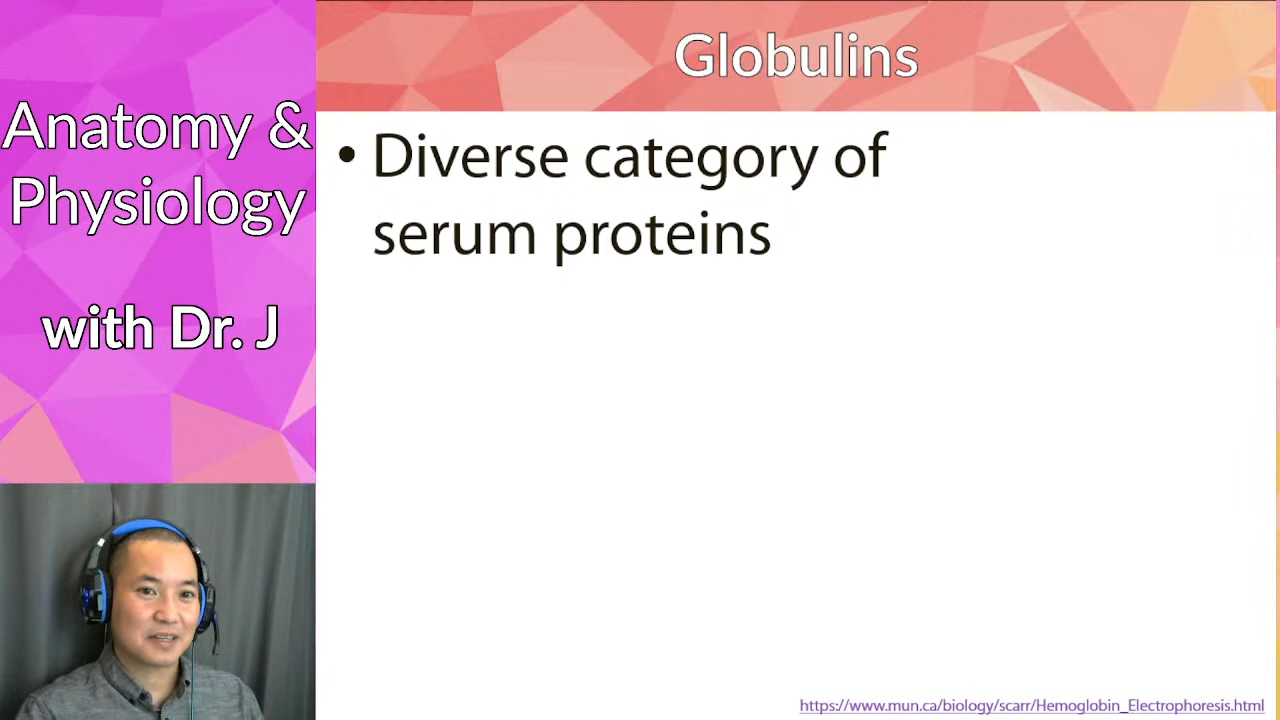 Anatomy &
Physiology
with Dr. J
Globulins
• Diverse category of
serum proteins
https://www.mun.ca/biology/scarr/Hemoglobin_Electrophoresis.html